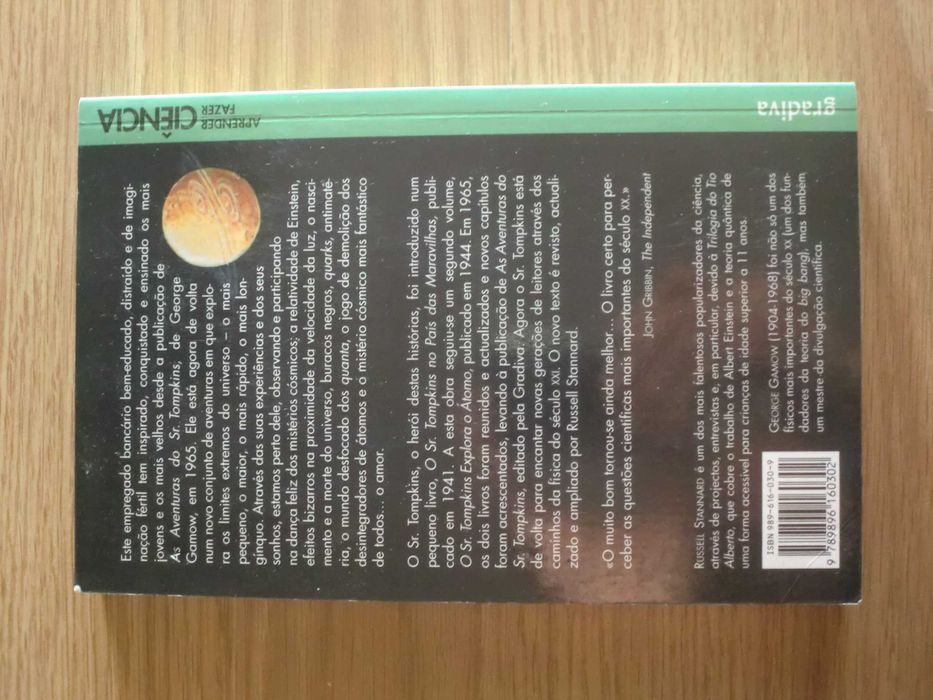 APRENDER
FAZER
CIÊNCIA
Este empregado bancário bem-educado, distraído e de imagi-
nação fértil tem inspirado, conquistado e ensinado os mais
jovens e os mais velhos desde a publicação de
As Aventuras do Sr. Tompkins, de George
Gamow, em 1965. Ele está agora de volta
num novo conjunto de aventuras em que explo-
ra os limites extremos do universo – o mais
pequeno, o maior, o mais rápido, o mais lon-
gínquo. Através das suas experiências e dos seus
sonhos, estamos perto dele, observando e participando
na dança feliz dos mistérios cósmicos; a relatividade de Einstein,
efeitos bizarros na proximidade da velocidade da luz, o nasci-
mento e a morte do universo, buracos negros, quarks, antimaté-
ria, o mundo desfocado dos quanta, o jogo de demolição dos
desintegradores de átomos e o mistério cósmico mais fantástico
de todos... o amor.
O Sr. Tompkins, o herói destas histórias, foi introduzido num
pequeno livro, O Sr. Tompkins no País das Maravilhas, publi-
cado em 1941. A esta obra seguiu-se um segundo volume,
O Sr. Tompkins Explora o Átomo, publicado em 1944. Em 1965,
os dois livros foram reunidos e actualizados e novos capítulos
foram acrescentados, levando à publicação de As Aventuras do
Sr. Tompkins, editado pela Gradiva. Agora o Sr. Tompkins está
de volta para encantar novas gerações de leitores através dos
caminhos da física do século XXI. O novo texto é revisto, actuali-
zado e ampliado por Russell Stannard.
«O muito bom tornou-se ainda melhor... O livro certo para per-
ceber as questões científicas mais importantes do século XX.»
JOHN GRIBBIN, The Independent
RUSSELL STANNARD é um dos mais talentosos popularizadores da ciência,
através de projectos, entrevistas e, em particular, devido à Trilogia do Tio
Alberto, que cobre o trabalho de Albert Einstein e a teoria quântica de
uma forma acessível para crianças de idade superior a 11 anos.
GEORGE GAMOW (1904-1968) foi não só um dos
físicos mais importantes do século XX (um dos fun-
dadores da teoria do big bang), mas também
um mestre da divulgação científica.
ISBN 989-616-030-9
9 789896 160302
gradiva